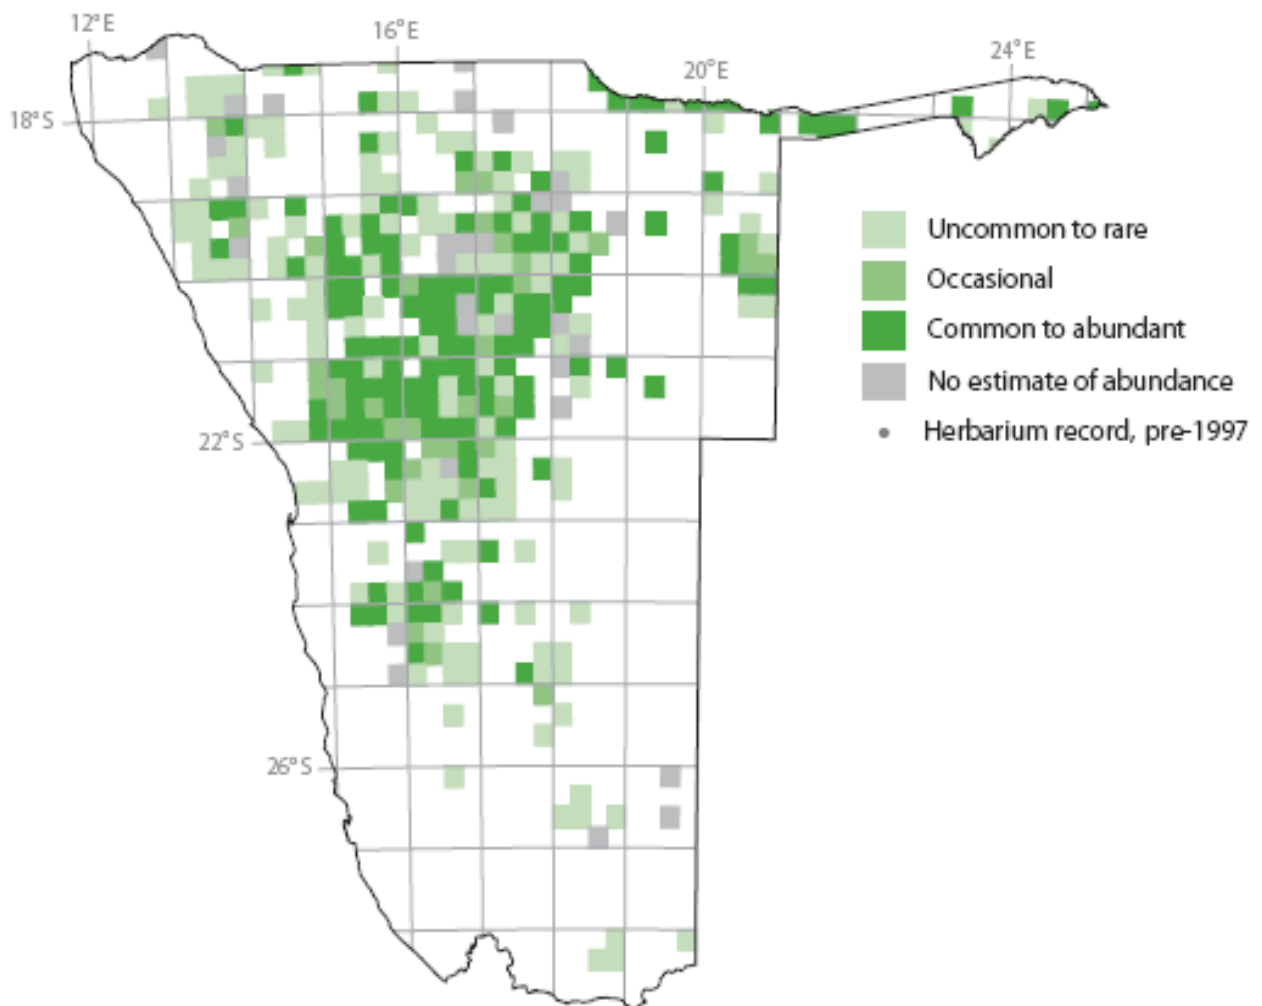 12°E
16°E
20°E
24°E
18°S
22°S
26°S
Uncommon to rare
Occasional
Common to abundant
No estimate of abundance
Herbarium record, pre-1997